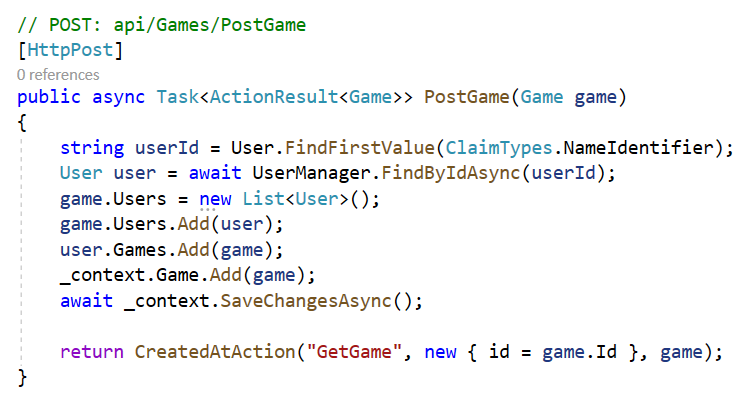 // POST: api/Games/PostGame
[HttpPost]
0 references
public async Task<ActionResult<Game>> PostGame(Game game)
{
    string userId = User.FindFirstValue(ClaimTypes.NameIdentifier);
    User user = await UserManager.FindByIdAsync(userId);
    game.Users = new List<User>();
    game.Users.Add(user);
    user.Games.Add(game);
    _context.Game.Add(game);
    await _context.SaveChangesAsync();

    return CreatedAtAction("GetGame", new { id = game.Id }, game);
}